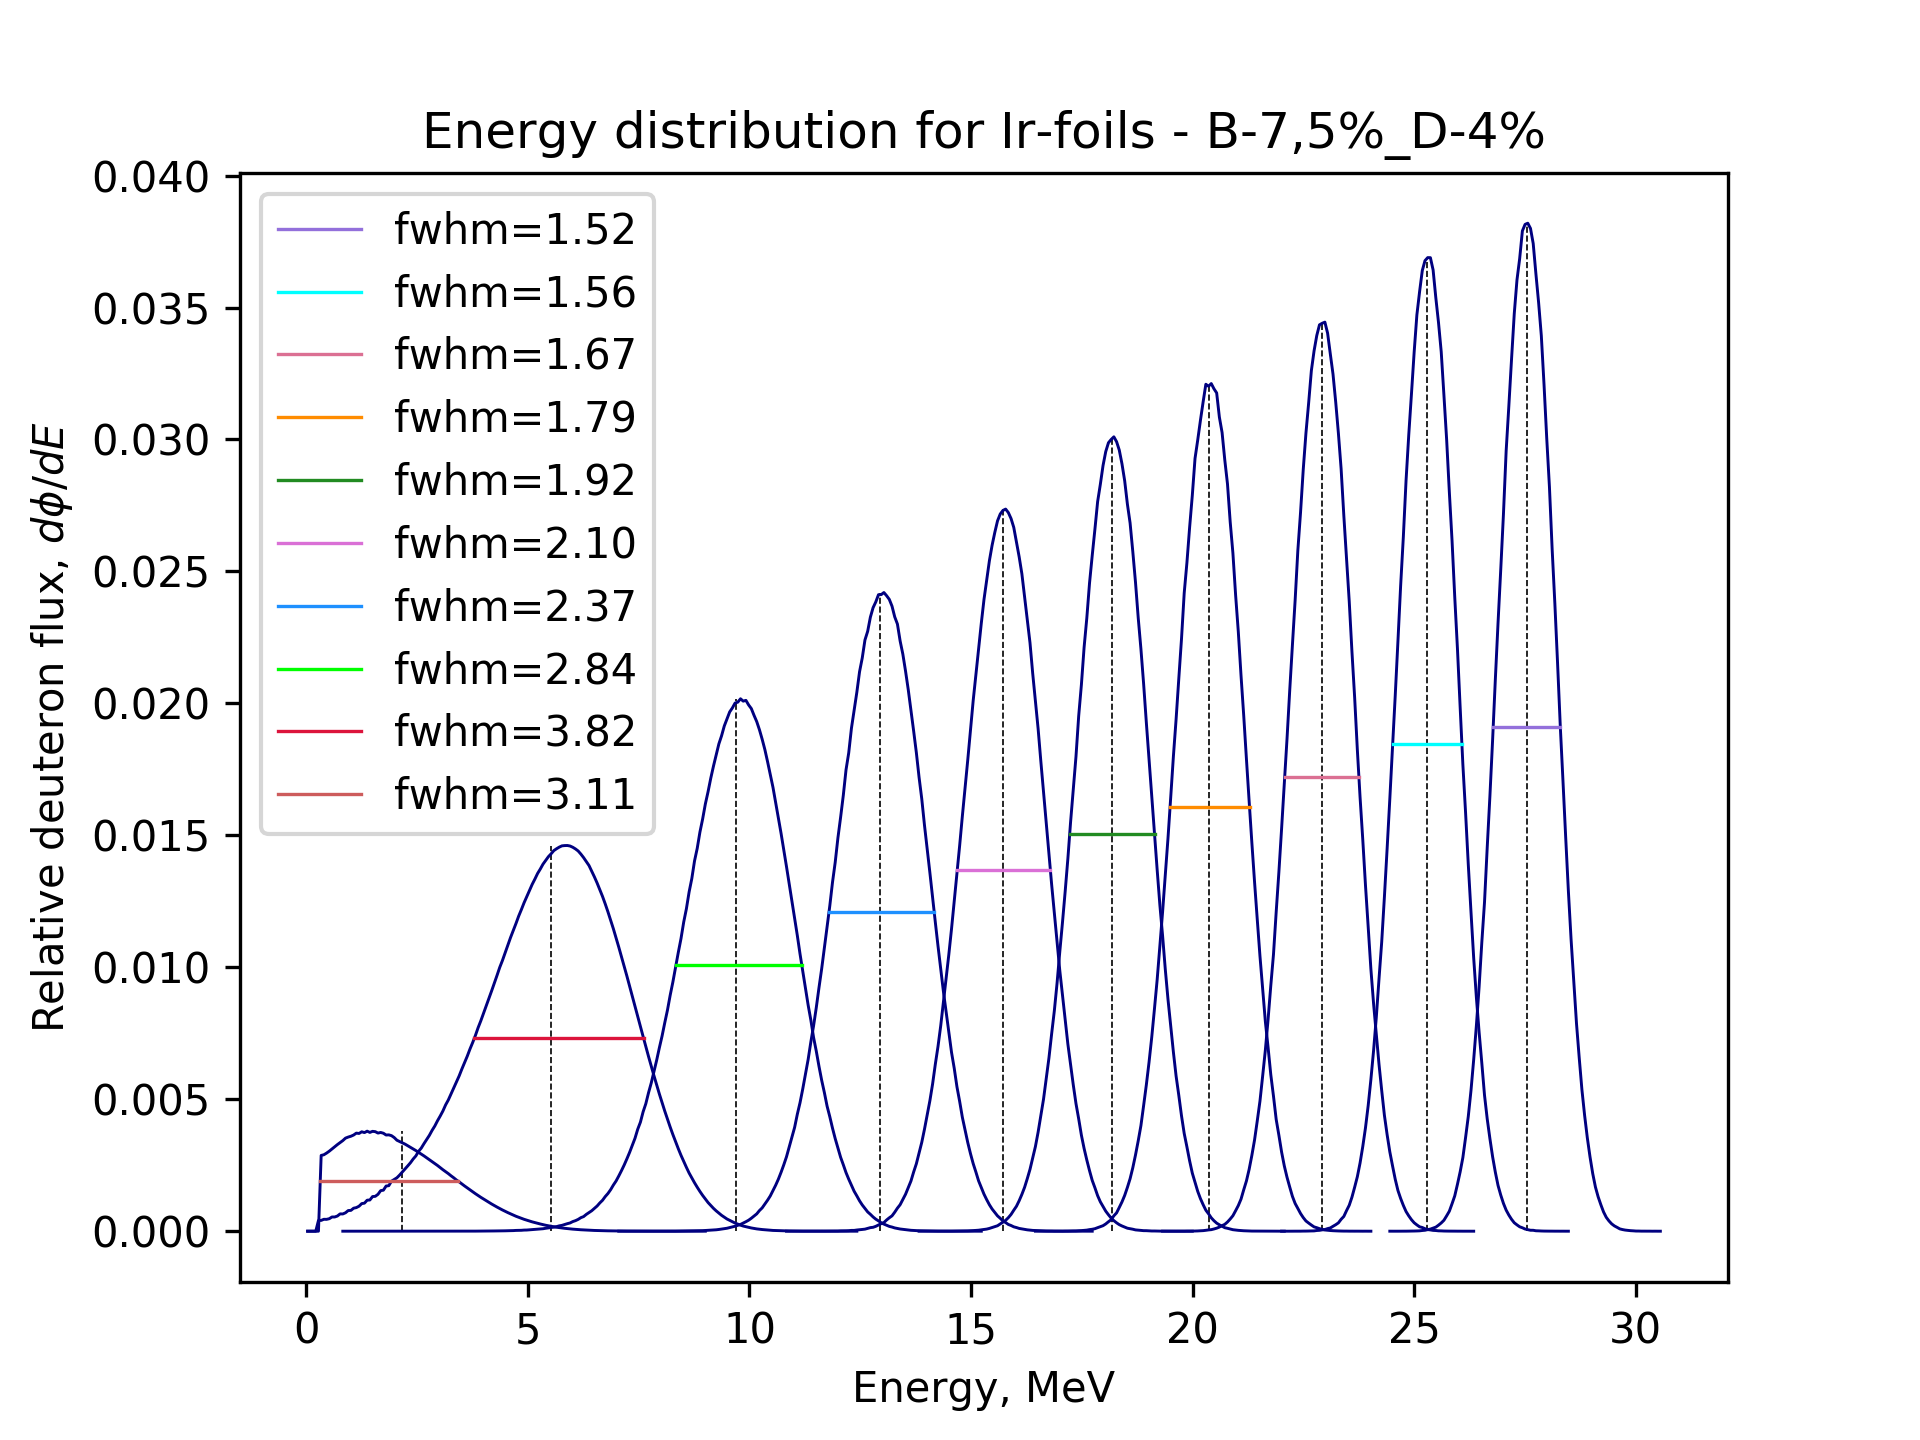 Energy distribution for Ir-foils - B-7,5%_D-4%
0.040
0.035
0.030
0.025
0.020
0.015
0.010
0.005
0.000
Relative deuteron flux, dϕ/dE
fwhm=1.52
fwhm=1.56
fwhm=1.67
fwhm=1.79
fwhm=1.92
fwhm=2.10
fwhm=2.37
fwhm=2.84
fwhm=3.82
fwhm=3.11
0 5 10 15 20 25 30
Energy, MeV